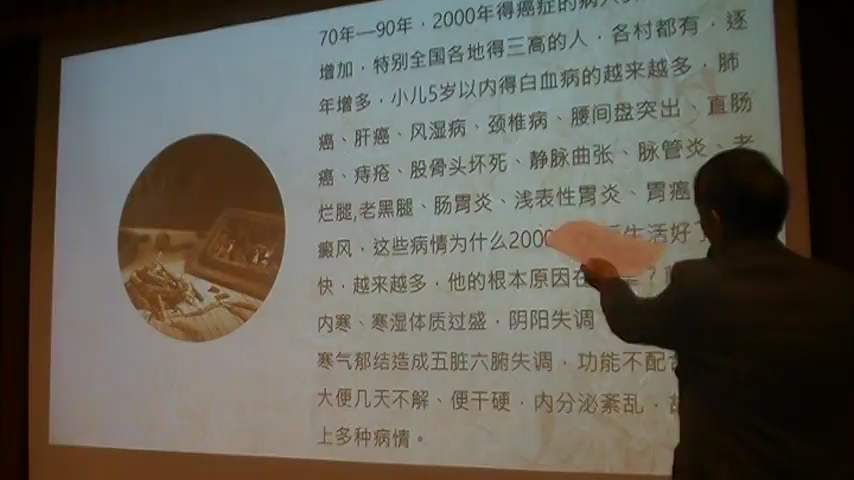 70年—90年，2000年得癌症的病人
增加，特别全国各地得三高的人，各村都有，逐
年增多，小儿5岁以内得白血病的越来越多，肺
癌、肝癌、风湿病、颈椎病、腰间盘突出、直肠
癌、痔疮、股骨头坏死、静脉曲张、脉管炎、老
烂腿,老黑腿、肠胃炎、浅表性胃炎、胃癌
癜风，这些病情为什么2000 生活好了
快，越来越多，他的根本原因在
内寒、寒湿体质过盛，阴阳失调
寒气郁结造成五脏六腑失调，功能不配合
大便几天不解、便干硬，内分泌紊乱，
上多种病情。